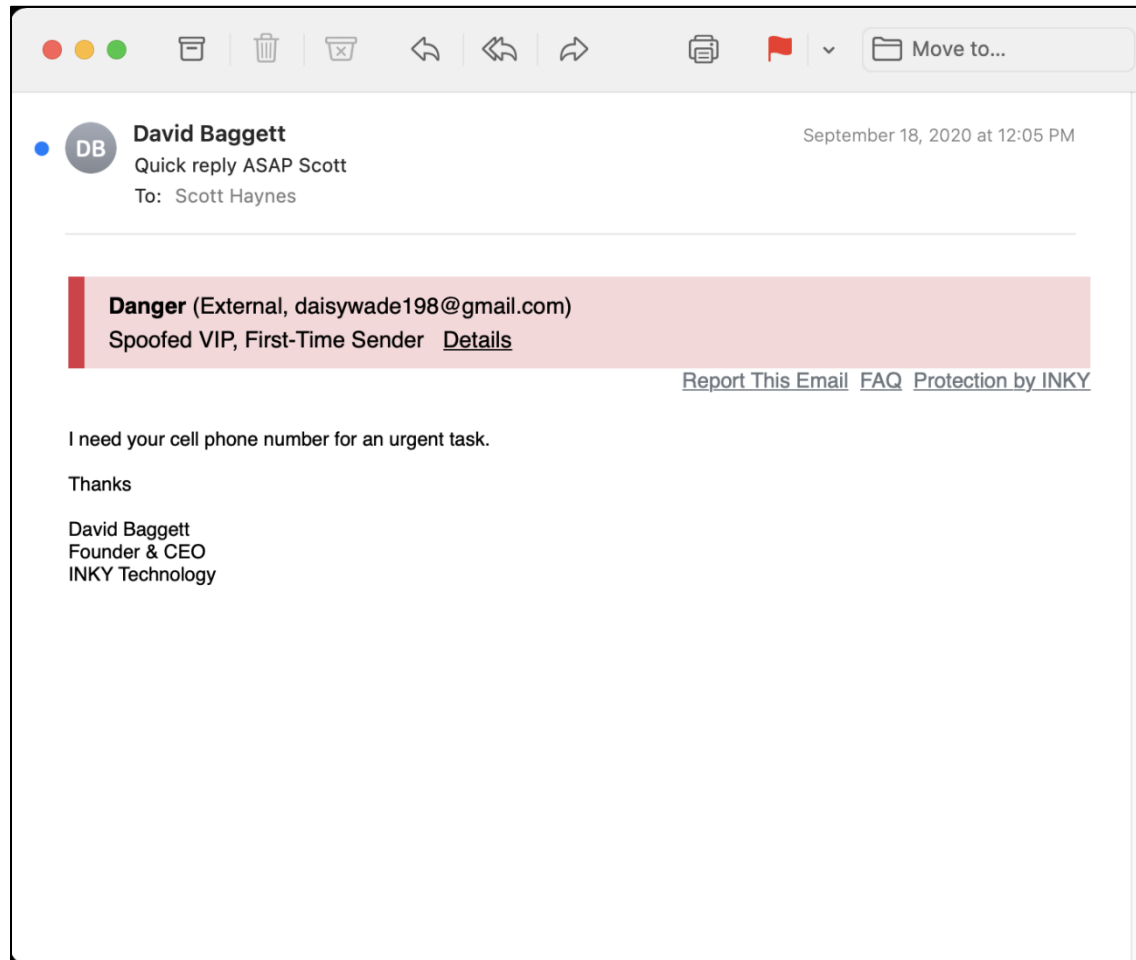 Move to...
DB
David Baggett
September 18, 2020 at 12:05 PM
Quick reply ASAP Scott
To: Scott Haynes
Danger (External, daisywade198@gmail.com)
Spoofed VIP, First-Time Sender Details
Report This Email FAQ Protection by INKY
I need your cell phone number for an urgent task.
Thanks
David Baggett
Founder & CEO
INKY Technology